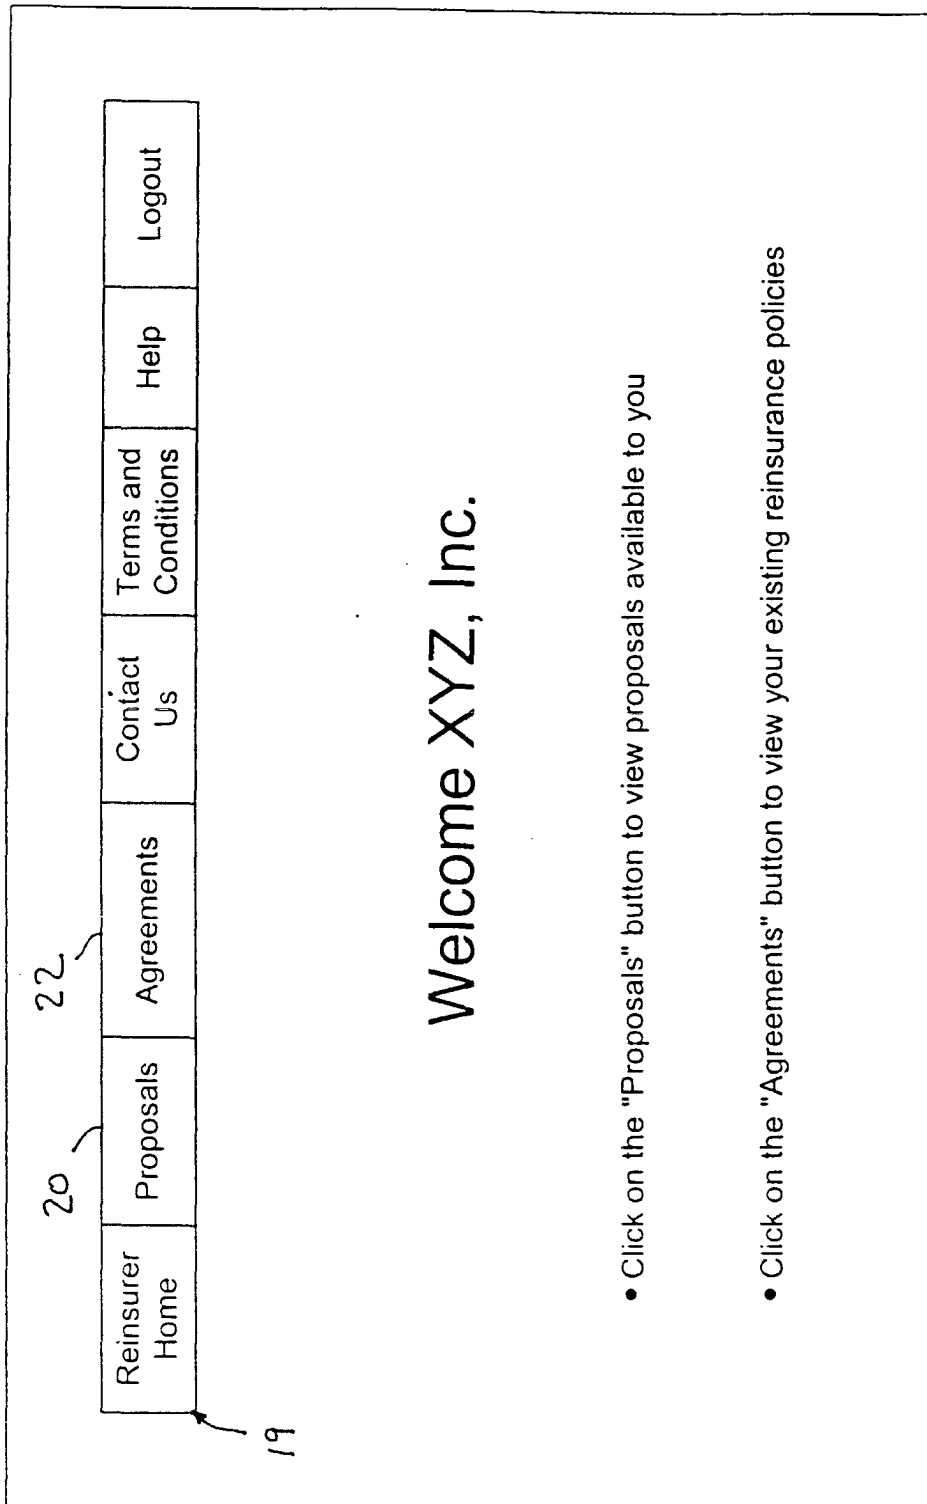 20
22
Reinsurer
Home
Proposals
Agreements
Contact
Us
Terms and
Conditions
Help
Logout
19
Welcome XYZ, Inc.
• Click on the "Proposals" button to view proposals available to you
• Click on the "Agreements" button to view your existing reinsurance policies